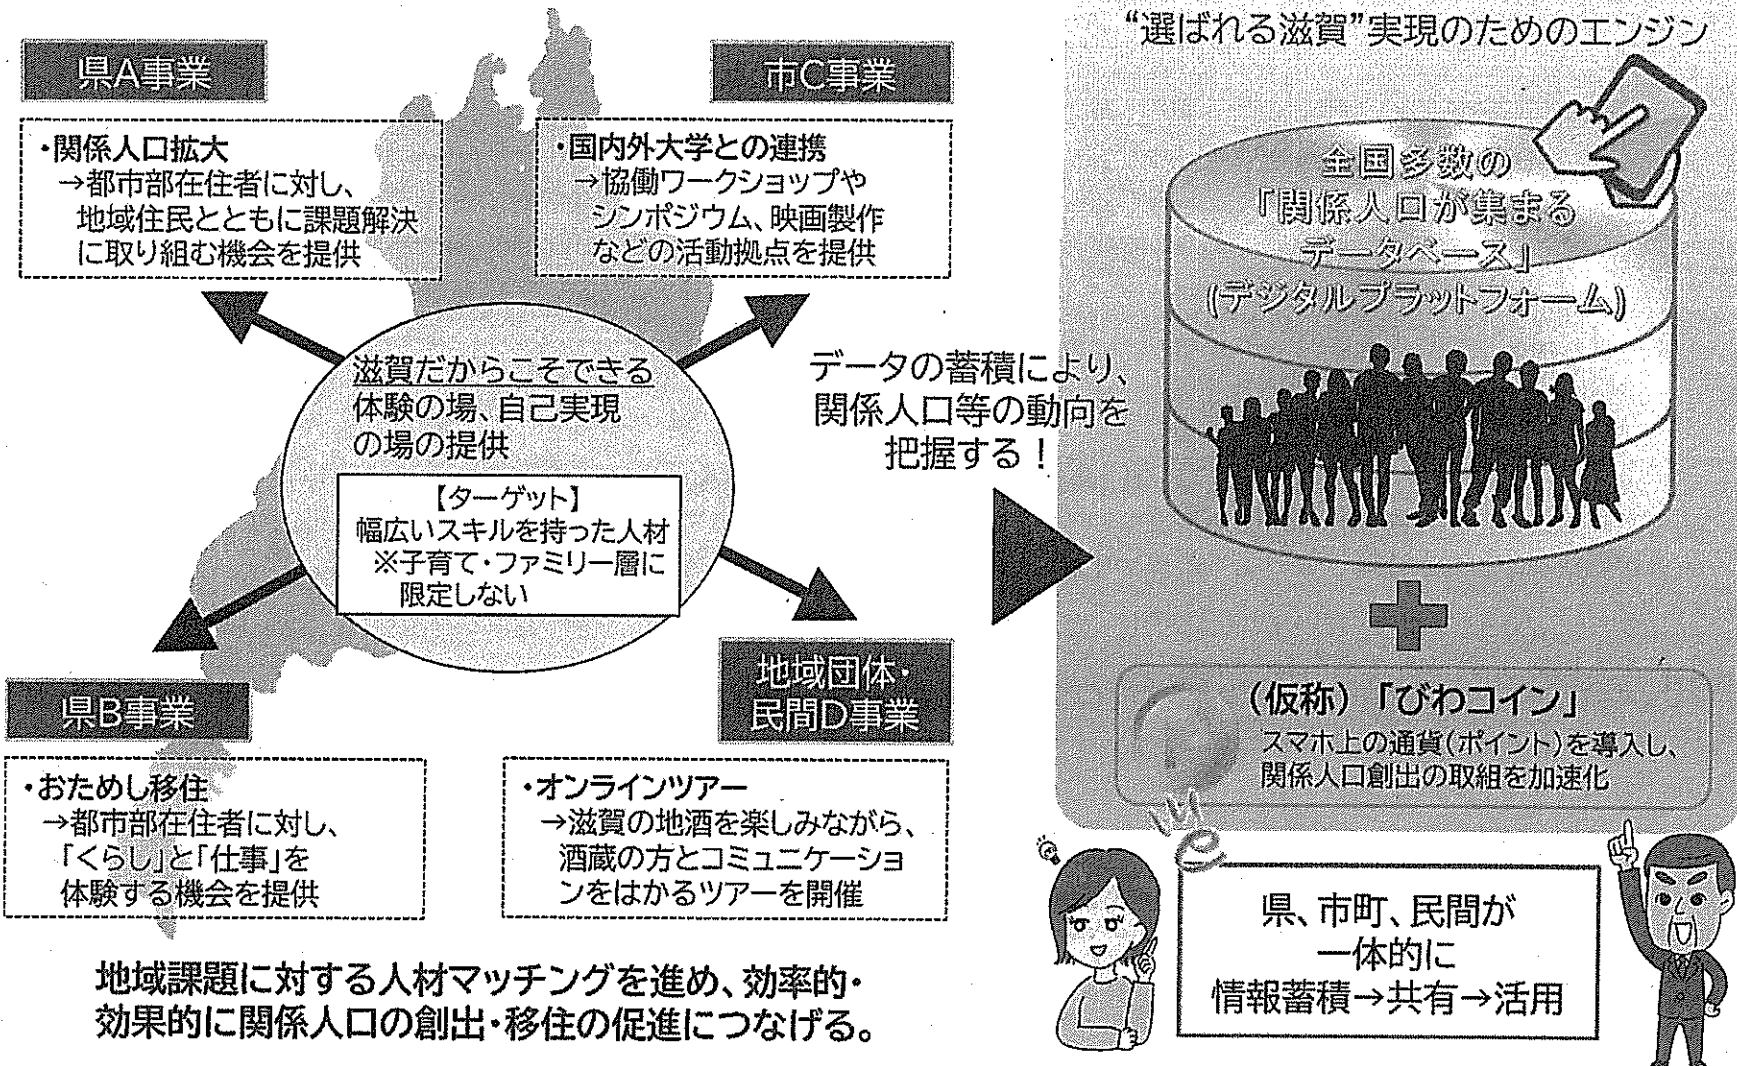 県A事業
・関係人口拡大
→都市部在住者に対し、
地域住民とともに課題解決
に取り組む機会を提供
市C事業
・国内外大学との連携
→協働ワークショップや
シンポジウム、映画製作
などの活動拠点を提供
滋賀だからこそできる
体験の場、自己実現
の場の提供
【ターゲット】
幅広いスキルを持った人材
※子育て・ファミリー層に
限定しない
県B事業
・おためし移住
→都市部在住者に対し、
「くらし」と「仕事」を
体験する機会を提供
地域団体・
民間D事業
・オンラインツアー
→滋賀の地酒を楽しみながら、
酒蔵の方とコミュニケーショ
ンをはかるツアーを開催
地域課題に対する人材マッチングを進め、効率的・
効果的に関係人口の創出・移住の促進につなげる。
データの蓄積により、
関係人口等の動向を
把握する！
“選ばれる滋賀”実現のためのエンジン
全国多数の
「関係人口が集まる
データベース」
(デジタルプラットフォーム)
(仮称)「びわコイン」
スマホ上の通貨(ポイント)を導入し、
関係人口創出の取組を加速化
県、市町、民間が
一体的に
情報蓄積→共有→活用